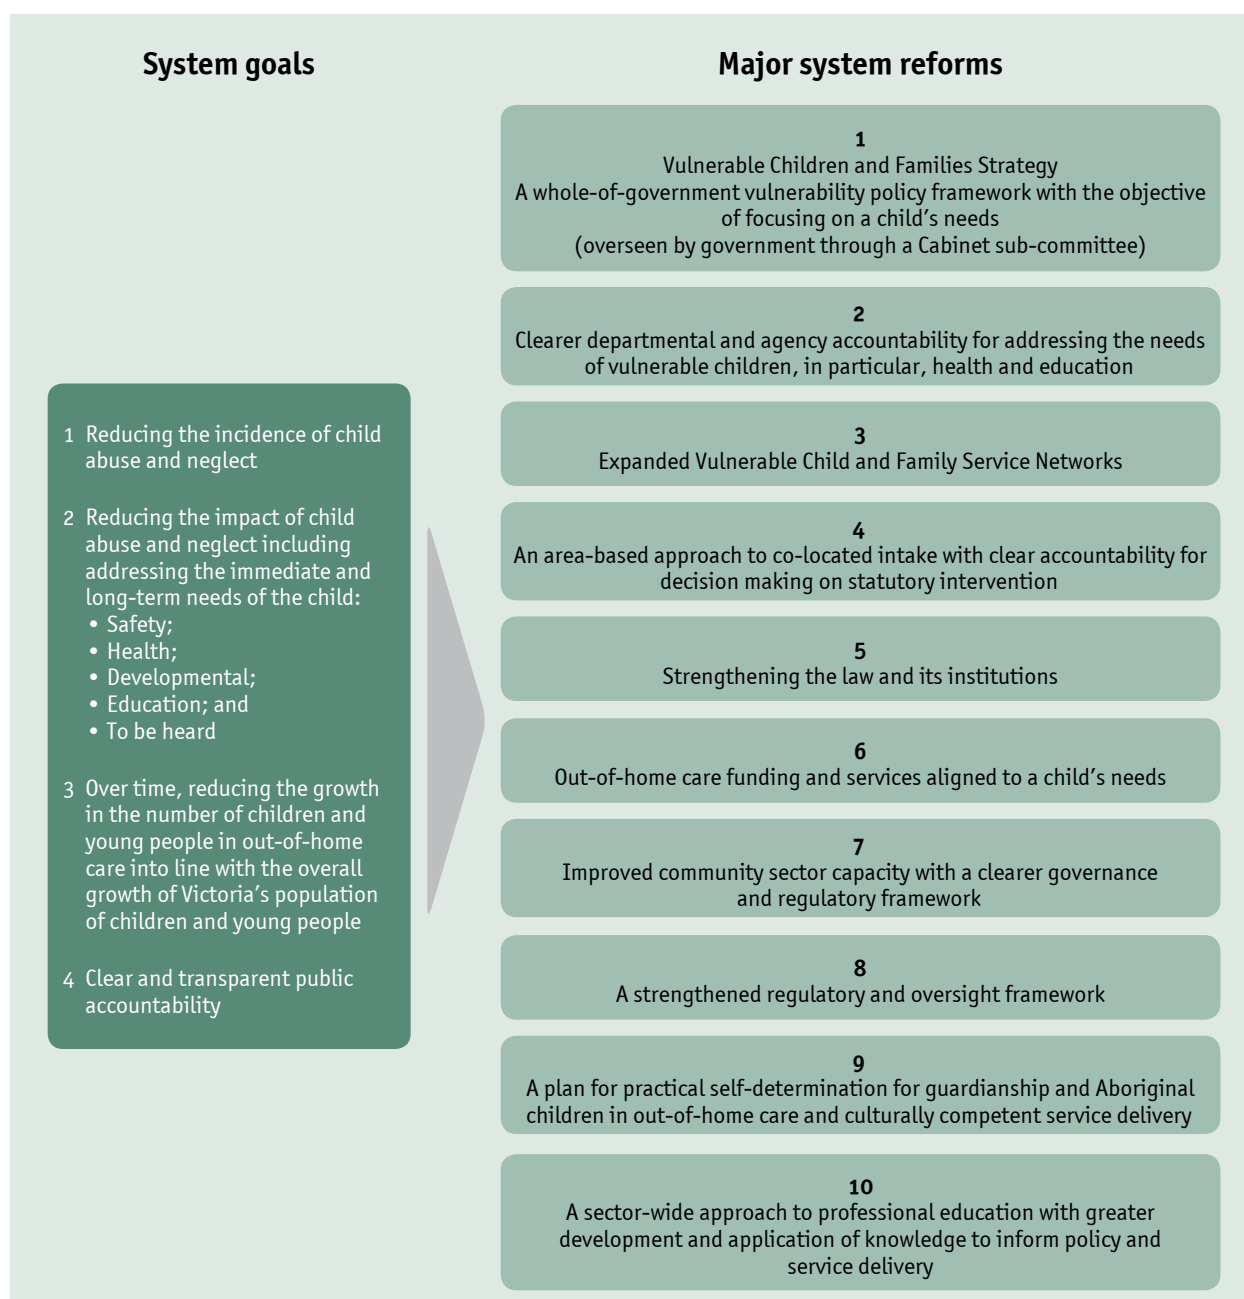 System goals
1 Reducing the incidence of child
abuse and neglect
2 Reducing the impact of child
abuse and neglect including
addressing the immediate and
long-term needs of the child:
• Safety;
• Health;
• Developmental;
• Education; and
• To be heard
3 Over time, reducing the growth
in the number of children and
young people in out-of-home
care into line with the overall
growth of Victoria’s population
of children and young people
4 Clear and transparent public
accountability
Major system reforms
1
Vulnerable Children and Families Strategy
A whole-of-government vulnerability policy framework with the objective
of focusing on a child’s needs
(overseen by government through a Cabinet sub-committee)
2
Clearer departmental and agency accountability for addressing the needs
of vulnerable children, in particular, health and education
3
Expanded Vulnerable Child and Family Service Networks
4
An area-based approach to co-located intake with clear accountability for
decision making on statutory intervention
5
Strengthening the law and its institutions
6
Out-of-home care funding and services aligned to a child’s needs
7
Improved community sector capacity with a clearer governance
and regulatory framework
8
A strengthened regulatory and oversight framework
9
A plan for practical self-determination for guardianship and Aboriginal
children in out-of-home care and culturally competent service delivery
10
A sector-wide approach to professional education with greater
development and application of knowledge to inform policy and
service delivery